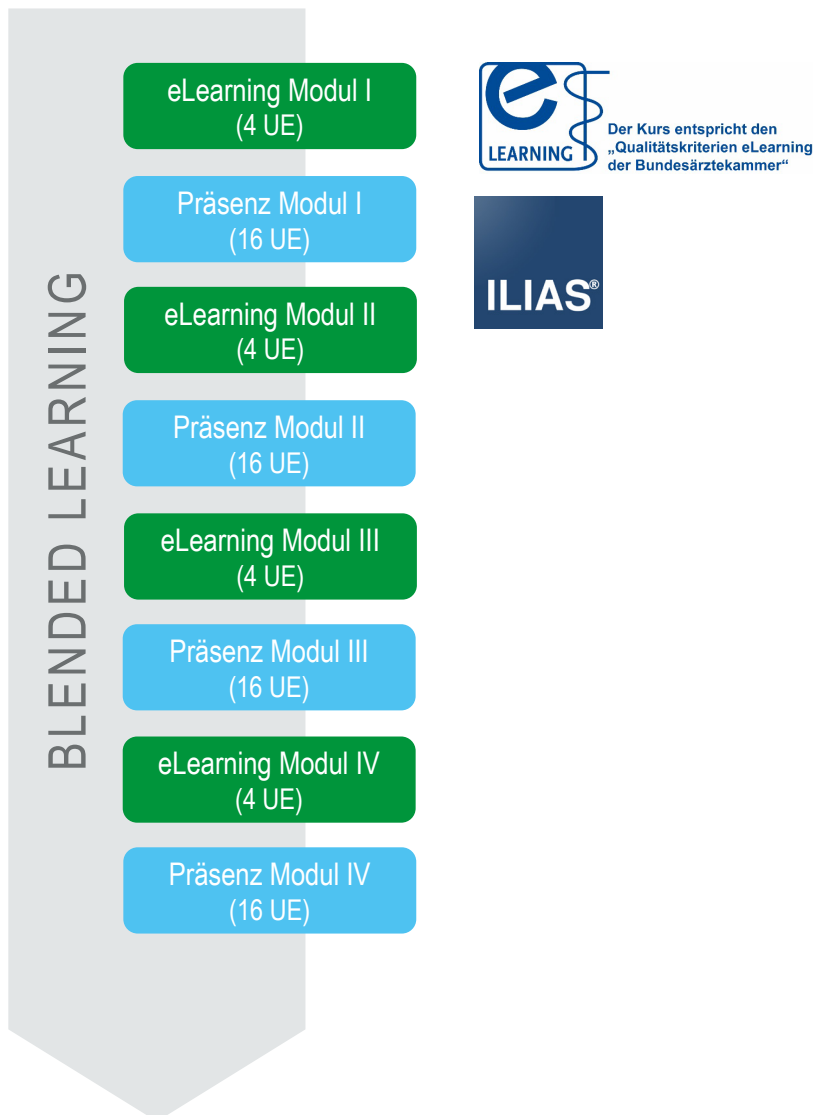 BLENDED LEARNING
eLearning Modul I
(4 UE)
Präsenz Modul I
(16 UE)
eLearning Modul II
(4 UE)
Präsenz Modul II
(16 UE)
eLearning Modul III
(4 UE)
Präsenz Modul III
(16 UE)
eLearning Modul IV
(4 UE)
Präsenz Modul IV
(16 UE)
e
LEARNING
Der Kurs entspricht den
„Qualitätskriterien eLearning
der Bundesärztekammer“
ILIAS®